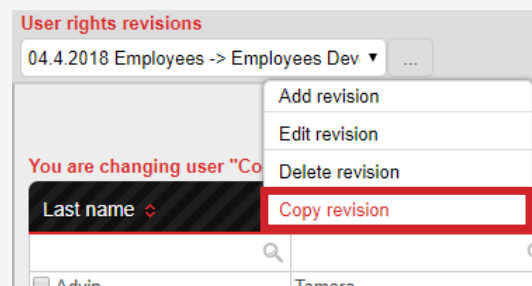 User rights revisions
04.4.2018 Employees -> Employees Dev ...
Add revision
Edit revision
Delete revision
Copy revision
You are changing user "Co
Last name
Advin
Tamara